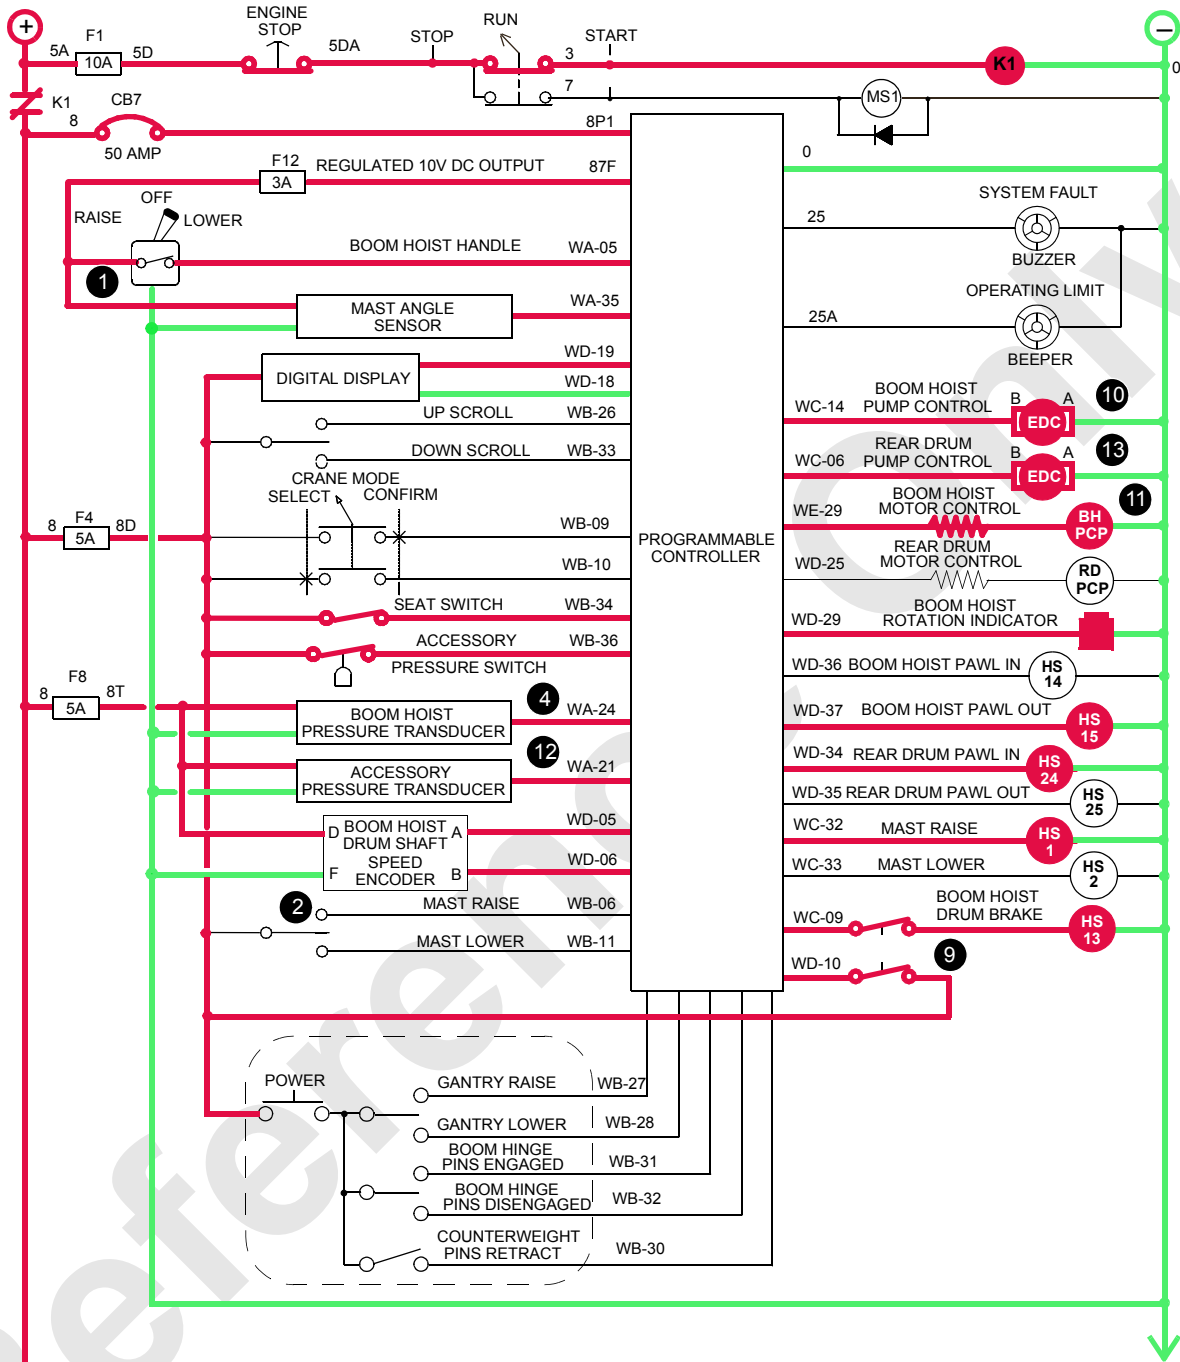 +
ENGINE
STOP
RUN
F1
5A
5D
10A
5DA
STOP
3
START
K1
−
0
7
MS1
K1
8
CB7
50 AMP
8P1
F12
3A
REGULATED 10V DC OUTPUT
87F
0
OFF
RAISE
LOWER
25
SYSTEM FAULT
BUZZER
BOOM HOIST HANDLE
WA-05
1
MAST ANGLE
SENSOR
WA-35
25A
OPERATING LIMIT
BEEPER
DIGITAL DISPLAY
WD-19
WD-18
UP SCROLL
WB-26
DOWN SCROLL
WB-33
WC-14
BOOM HOIST
PUMP CONTROL
B
A
EDC
10
WC-06
REAR DRUM
PUMP CONTROL
B
A
EDC
13
CRANE MODE
SELECT
CONFIRM
8
F4
8D
5A
WB-09
WB-10
PROGRAMMABLE
CONTROLLER
WE-29
BOOM HOIST
MOTOR CONTROL
BH
PCP
11
WD-25
REAR DRUM
MOTOR CONTROL
RD
PCP
SEAT SWITCH
WB-34
WD-29
BOOM HOIST
ROTATION INDICATOR
ACCESSORY
WB-36
PRESSURE SWITCH
WD-36 BOOM HOIST PAWL IN
HS
14
8
F8
8T
5A
BOOM HOIST
PRESSURE TRANSDUCER
4
WA-24
WD-37
BOOM HOIST PAWL OUT
HS
15
ACCESSORY
PRESSURE TRANSDUCER
12
WA-21
WD-34
REAR DRUM PAWL IN
HS
24
WD-35 REAR DRUM PAWL OUT
HS
25
D
BOOM HOIST
A
DRUM SHAFT
F
SPEED
B
ENCODER
WD-05
WD-06
WC-32
MAST RAISE
HS
1
WC-33
MAST LOWER
HS
2
2
MAST RAISE
WB-06
MAST LOWER
WB-11
WC-09
BOOM HOIST
DRUM BRAKE
HS
13
WD-10
9
POWER
GANTRY RAISE
WB-27
GANTRY LOWER
WB-28
BOOM HINGE
PINS ENGAGED
WB-31
BOOM HINGE
PINS DISENGAGED
WB-32
COUNTERWEIGHT
PINS RETRACT
WB-30
Reference Only